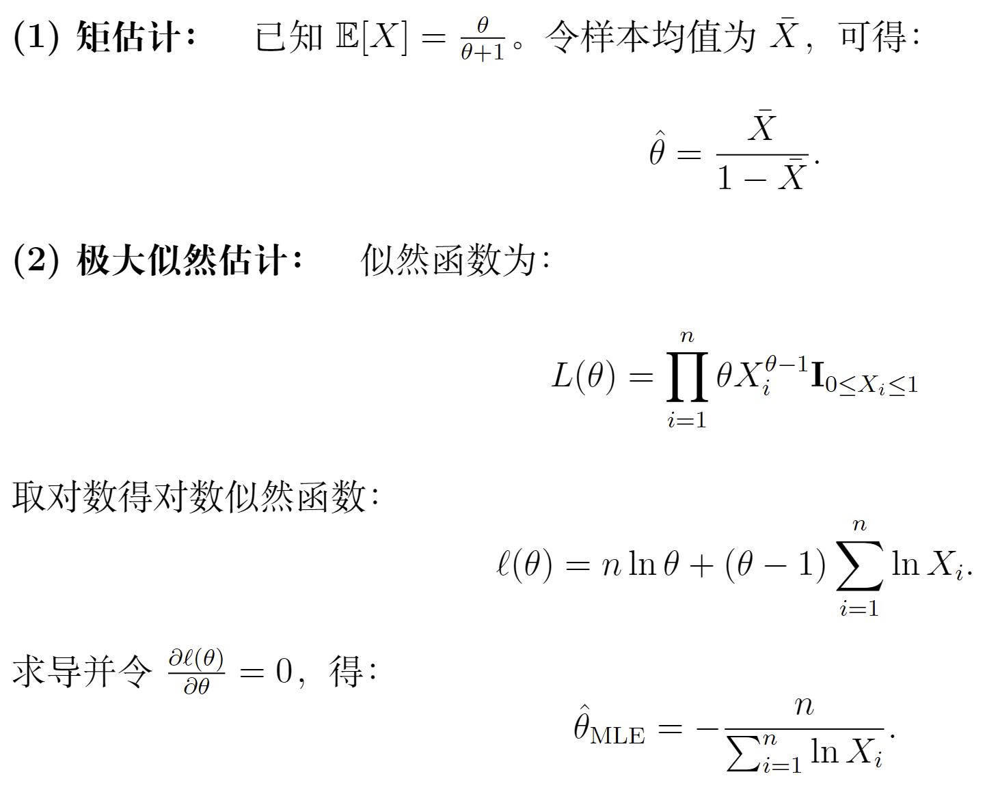 (1) 矩估计： 已知 $\mathbb{E}[X] = \frac{\theta}{\theta+1}$。令样本均值为 $\bar{X}$，可得：
$\hat{\theta} = \frac{\bar{X}}{1 - \bar{X}}.$
(2) 极大似然估计： 似然函数为：
$L(\theta) = \prod_{i=1}^{n} \theta X_i^{\theta-1} \mathbf{I}_{0 \leq X_i \leq 1}$
取对数得对数似然函数：
$\ell(\theta) = n \ln \theta + (\theta - 1) \sum_{i=1}^{n} \ln X_i.$
求导并令 $\frac{\partial \ell(\theta)}{\partial \theta} = 0$，得：
$\hat{\theta}_{\mathrm{MLE}} = -\frac{n}{\sum_{i=1}^{n} \ln X_i}.$